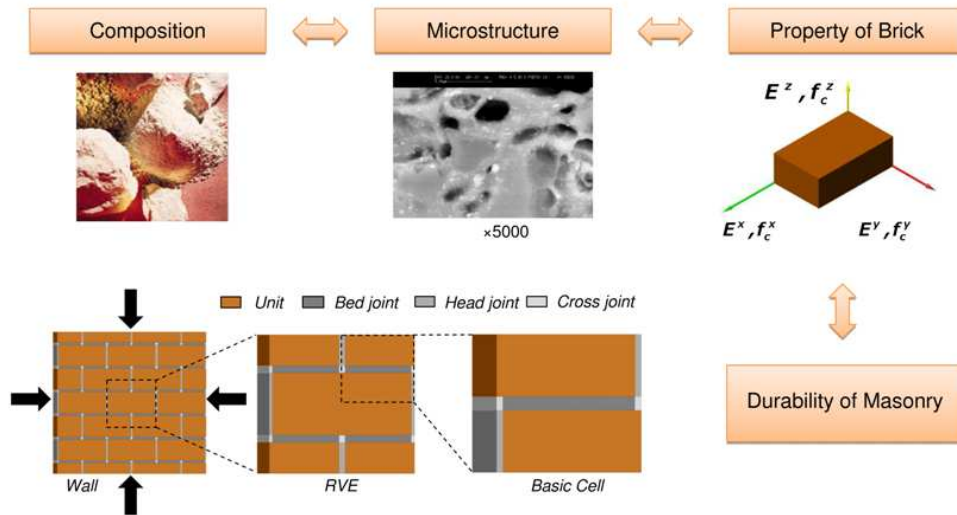 Composition
Microstructure
Property of Brick
×5000
E^z, f_c^z
E^x, f_c^x
E^y, f_c^y
Unit
Bed joint
Head joint
Cross joint
Wall
RVE
Basic Cell
Durability of Masonry